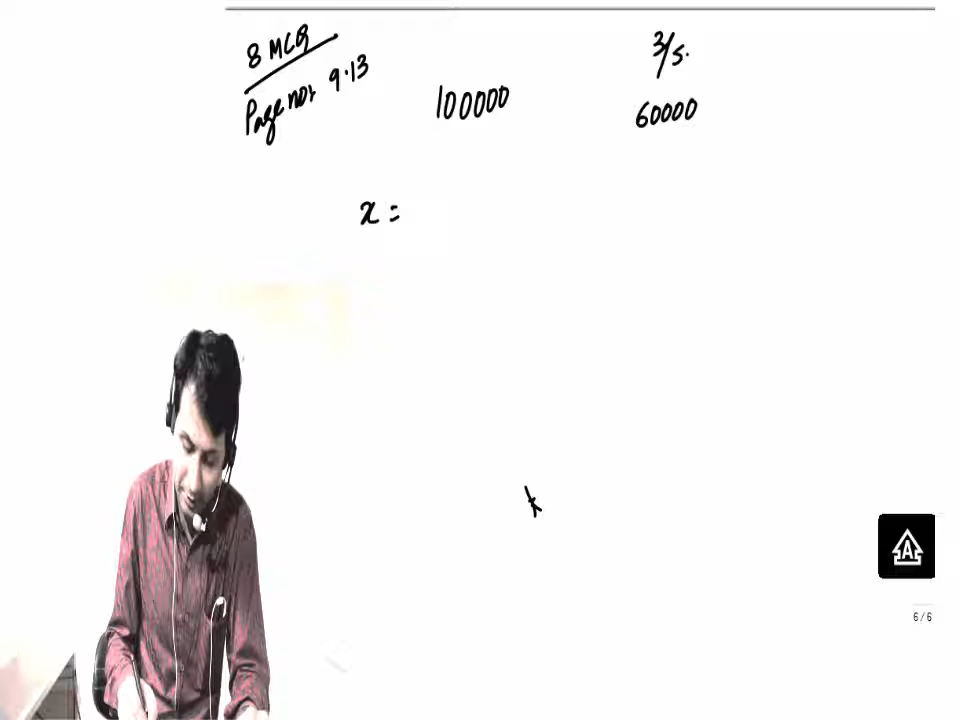 8 MCQ
Page no. 9.13
100000
3/5.
60000
x =
A
6/6